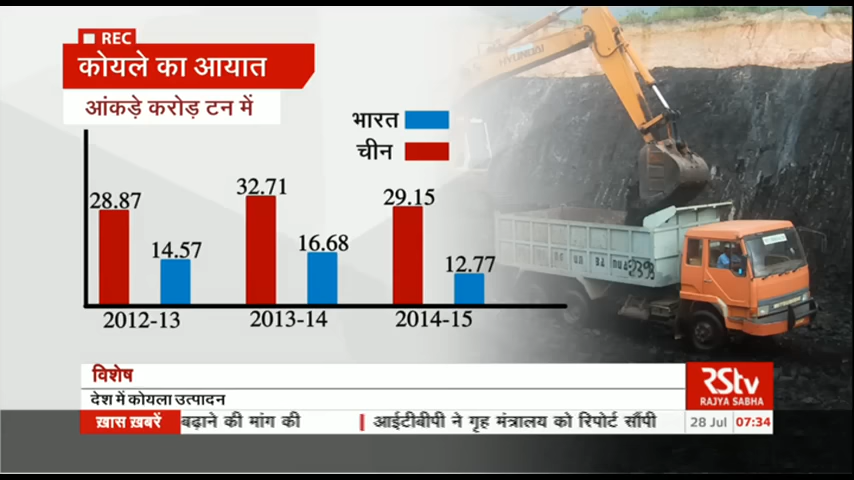 REC
कोयले का आयात
आंकड़े करोड़ टन में
भारत
चीन
HYUNDAI
28.87
14.57
32.71
16.68
29.15
12.77
2012-13
2013-14
2014-15
विशेष
देश में कोयला उत्पादन
RSTV
RAJYA SABHA
ख़ास ख़बरें
बढ़ाने की मांग की
आईटीबीपी ने गृह मंत्रालय को रिपोर्ट सौंपी
28 Jul
07:34